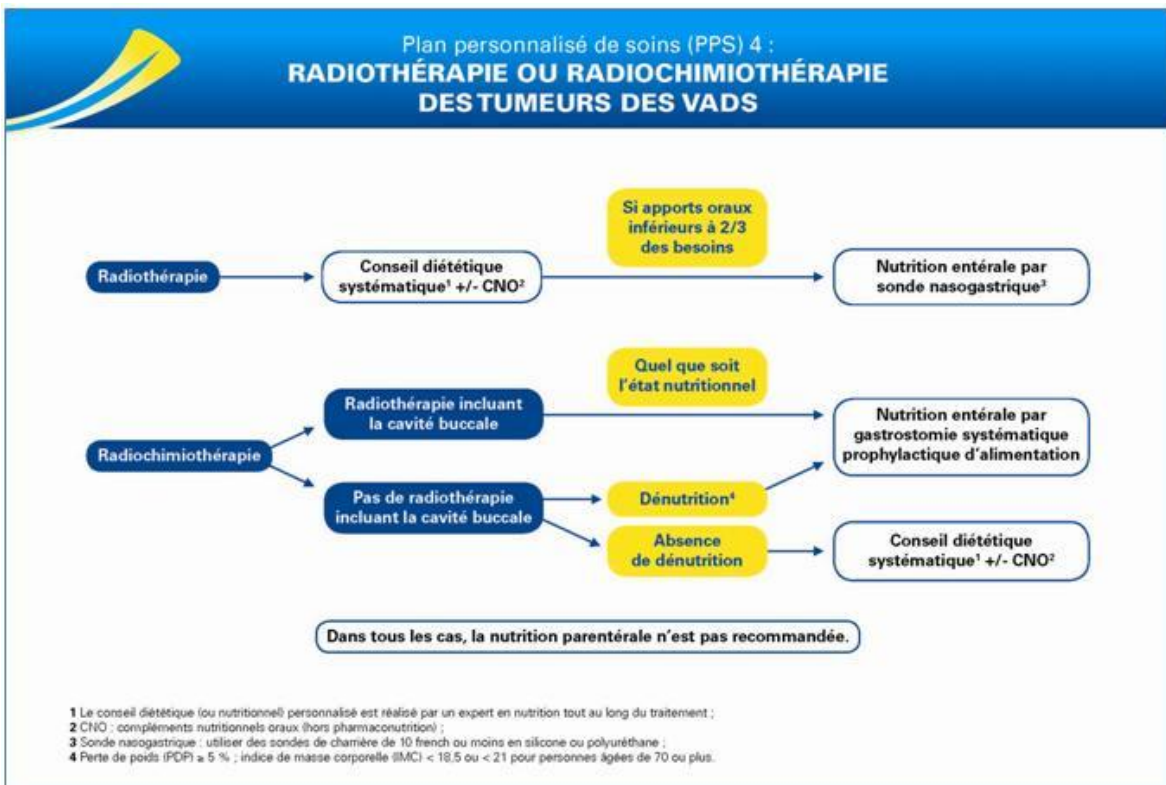 Plan personnalisé de soins (PPS) 4 :
RADIOTHÉRAPIE OU RADIOCHIMIOTHÉRAPIE
DES TUMEURS DES VADS
Si apports oraux
inférieurs à 2/3
des besoins
Radiothérapie
Conseil diététique
systématique¹ +/- CNO²
Nutrition entérale par
sonde nasogastrique³
Quel que soit
l'état nutritionnel
Radiothérapie incluant
la cavité buccale
Nutrition entérale par
gastrostomie systématique
prophylactique d'alimentation
Radiochimiothérapie
Pas de radiothérapie
incluant la cavité buccale
Dénutrition⁴
Absence
de dénutrition
Conseil diététique
systématique¹ +/- CNO²
Dans tous les cas, la nutrition parentérale n'est pas recommandée.
1 Le conseil diététique (ou nutritionnel) personnalisé est réalisé par un expert en nutrition tout au long du traitement ;
2 CNO : compléments nutritionnels oraux (hors pharmaconutrition) ;
3 Sonde nasogastrique : utiliser des sondes de charrière de 10 french ou moins en silicone ou polyuréthane ;
4 Perte de poids (PDP) ≥ 5 % ; indice de masse corporelle (IMC) < 18,5 ou < 21 pour personnes âgées de 70 ou plus.